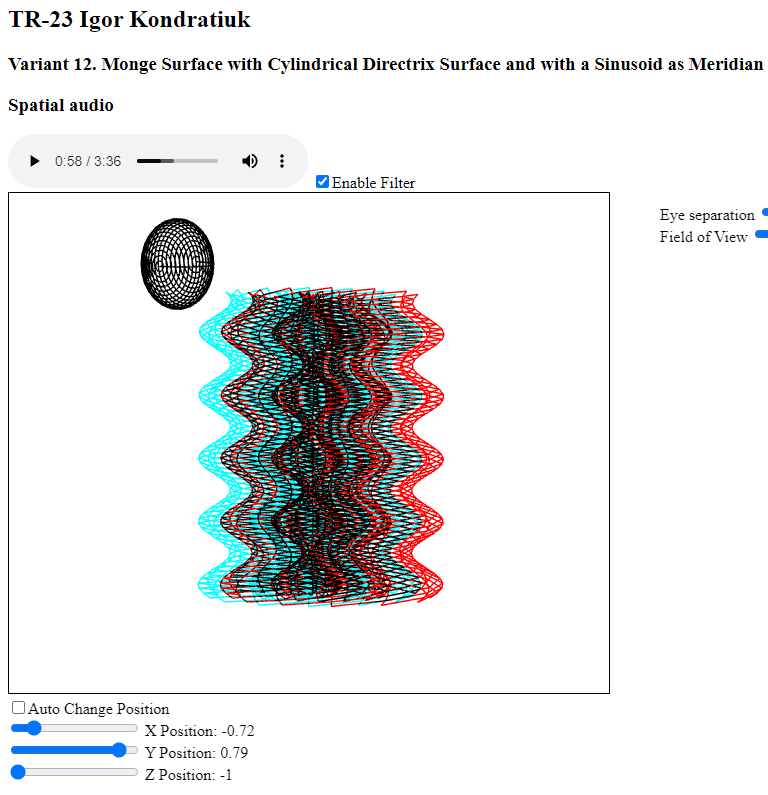 TR-23 Igor Kondratiuk
Variant 12. Monge Surface with Cylindrical Directrix Surface and with a Sinusoid as Meridian
Spatial audio
0:58 / 3:36
Enable Filter
Eye separation
Field of View
Auto Change Position
X Position: -0.72
Y Position: 0.79
Z Position: -1